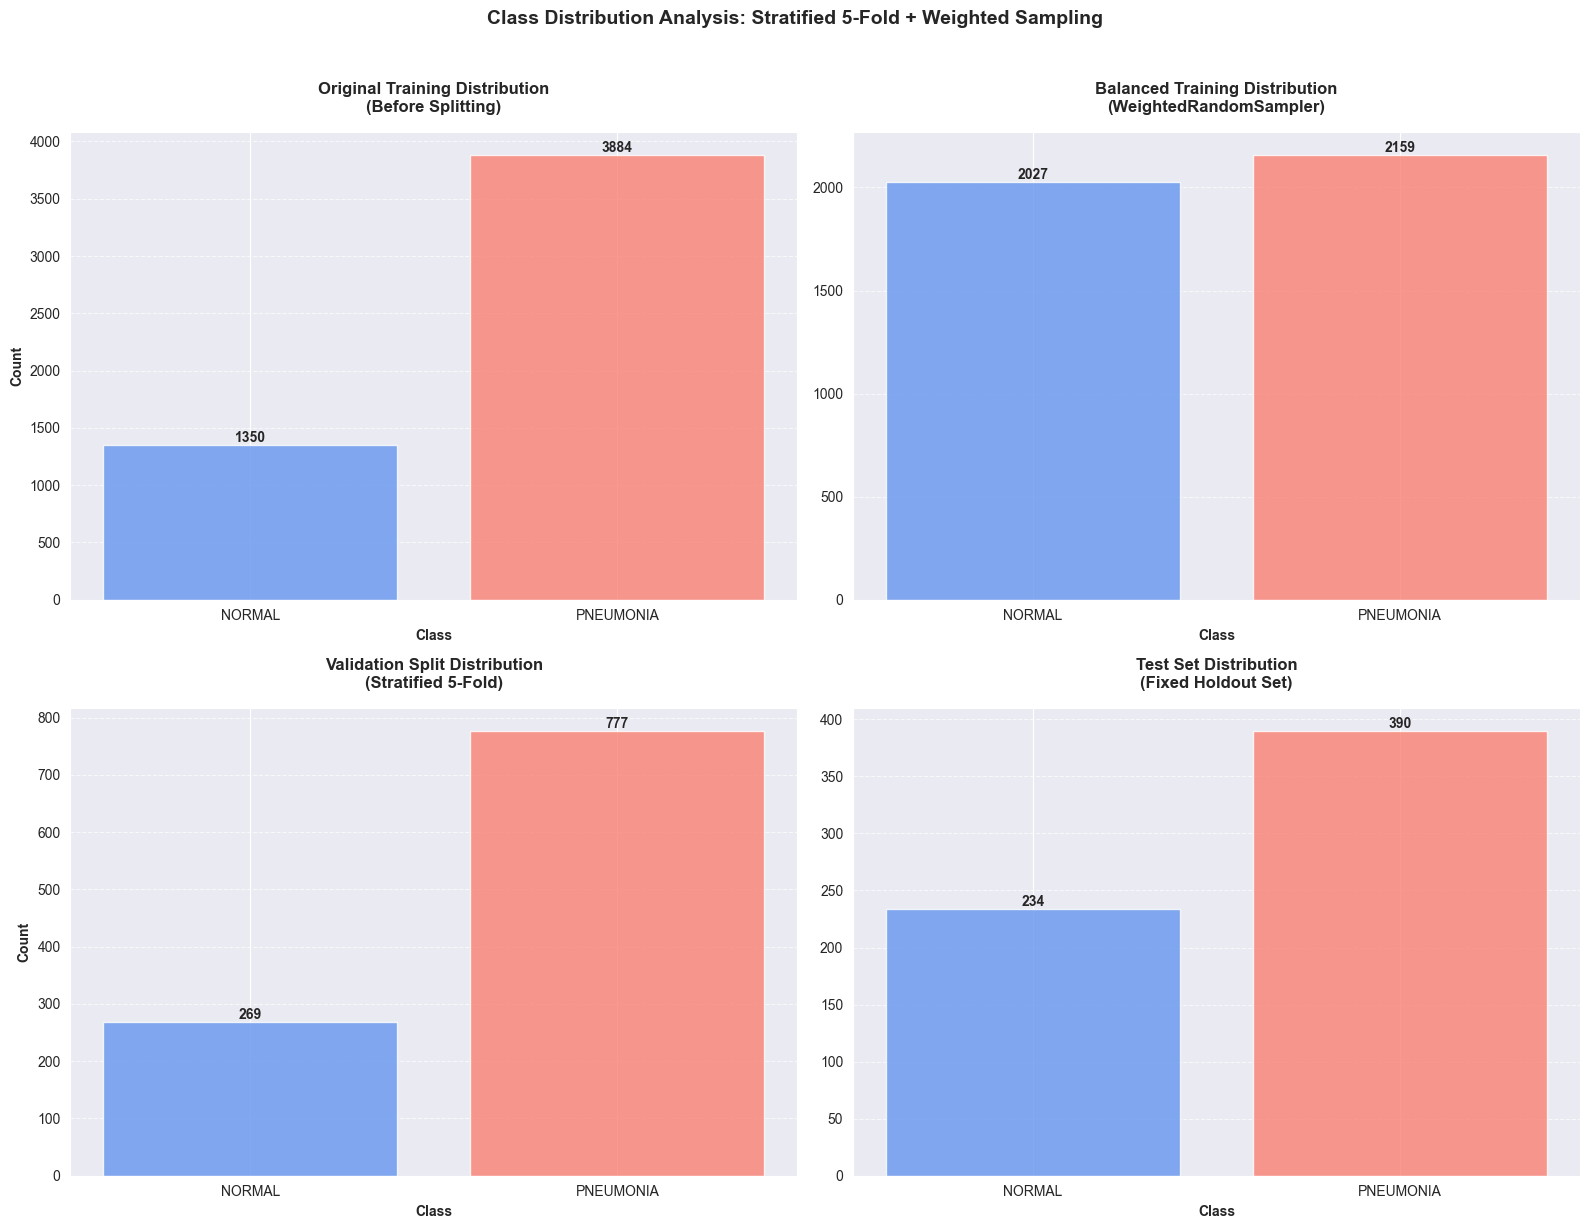 Class Distribution Analysis: Stratified 5-Fold + Weighted Sampling
Original Training Distribution
(Before Splitting)
Count
4000
3500
3000
2500
2000
1500
1000
500
0
1350
3884
NORMAL
PNEUMONIA
Class
Balanced Training Distribution
(WeightedRandomSampler)
2000
1500
1000
500
0
2027
2159
NORMAL
PNEUMONIA
Class
Validation Split Distribution
(Stratified 5-Fold)
Count
800
700
600
500
400
300
200
100
0
269
777
NORMAL
PNEUMONIA
Class
Test Set Distribution
(Fixed Holdout Set)
400
350
300
250
200
150
100
50
0
234
390
NORMAL
PNEUMONIA
Class